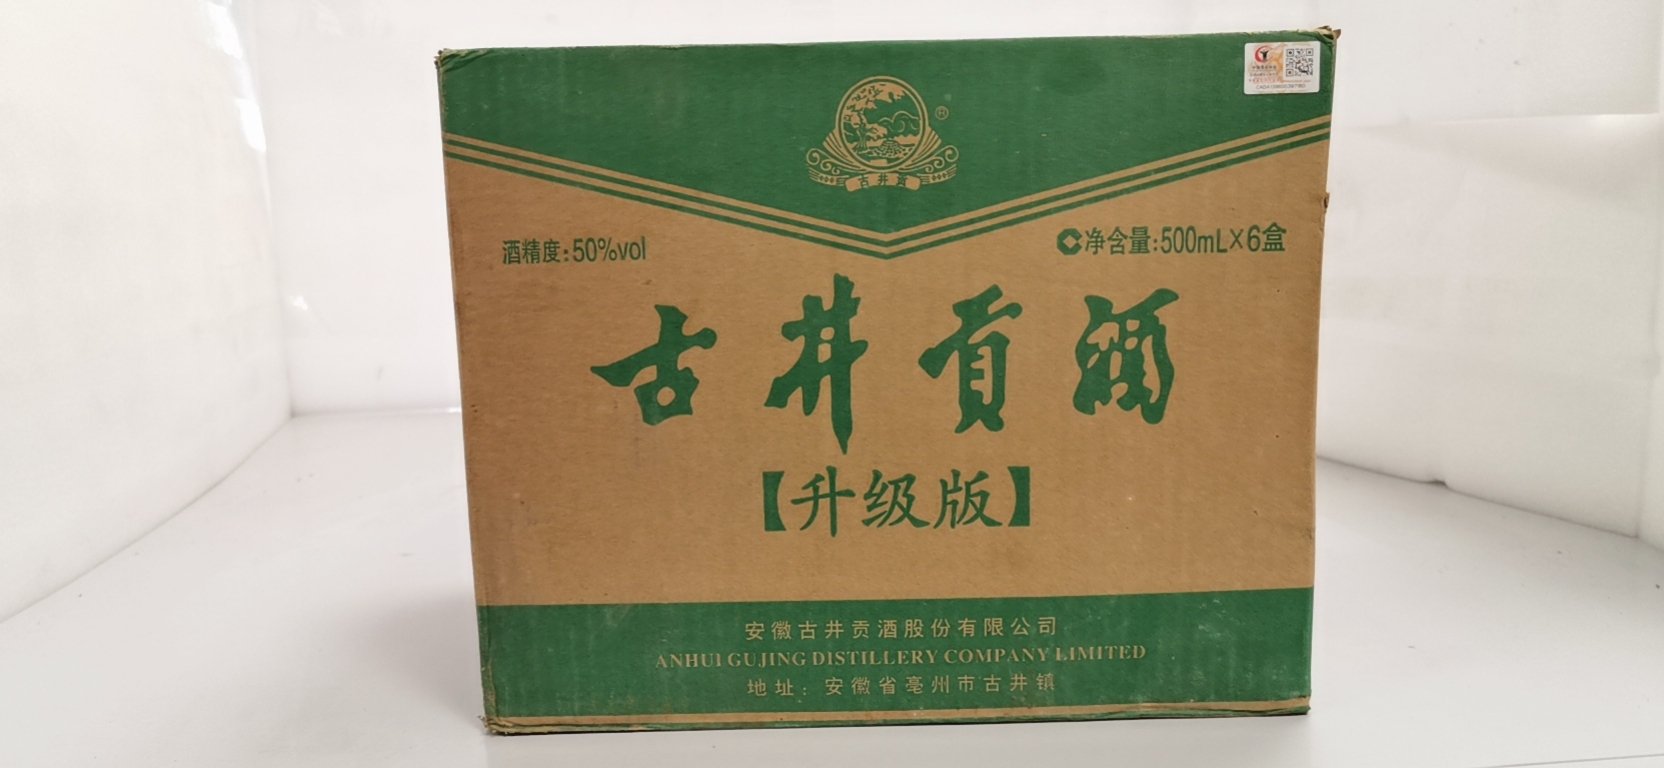 古井贡
®
酒精度:50%vol
净含量:500mL×6盒
古井贡酒
【升级版】
安徽古井贡酒股份有限公司
ANHUI GUJING DISTILLERY COMPANY LIMITED
地址：安徽省亳州市古井镇